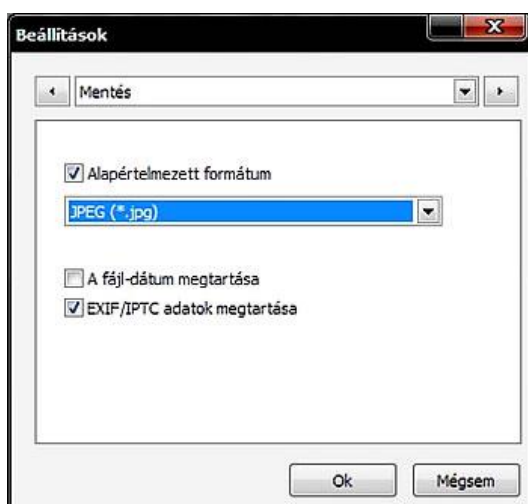 Beállítások
Mentés
Alapértelmezett formátum
JPEG (*.jpg)
A fájl-dátum megtartása
EXIF/IPTC adatok megtartása
Ok
Mégsem